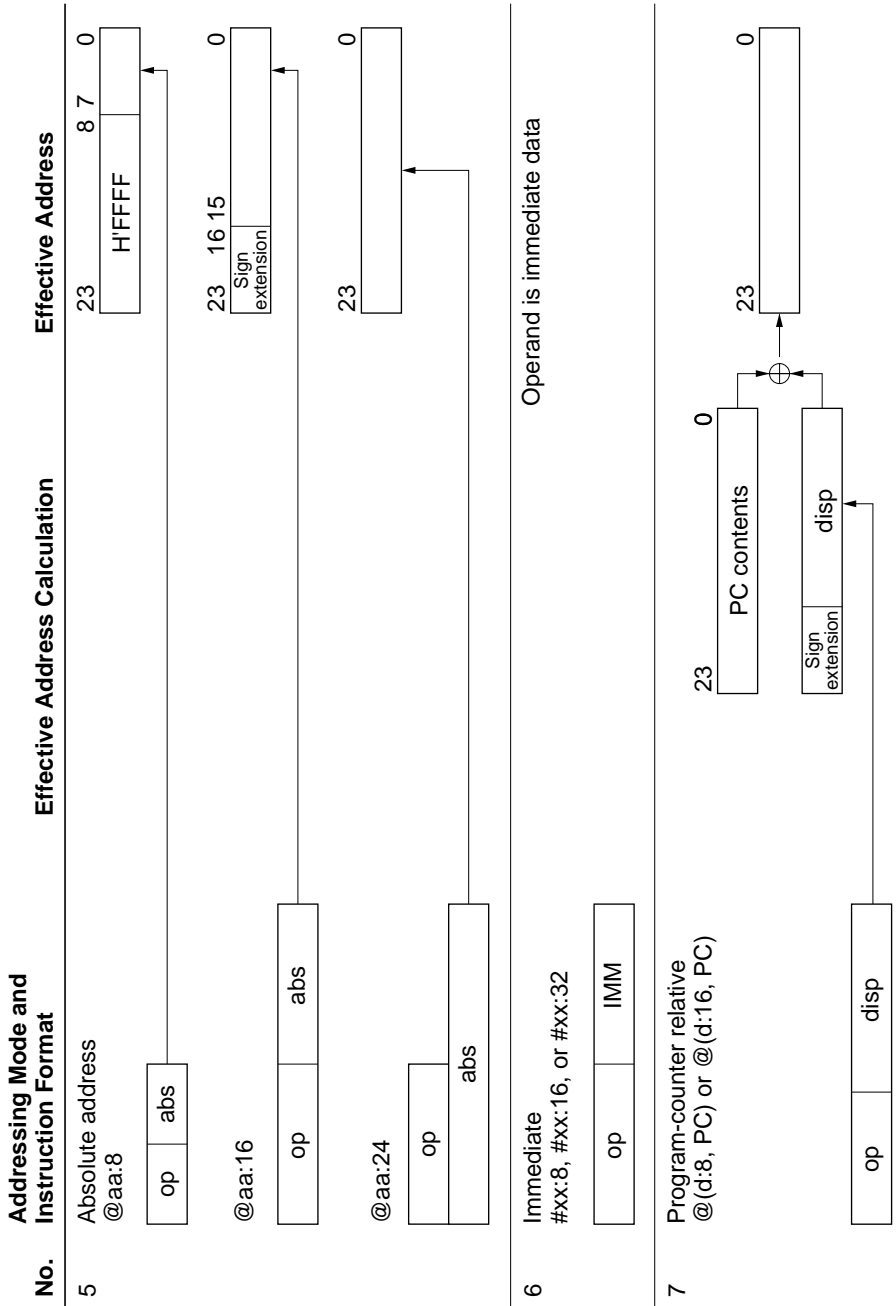 No. Addressing Mode and Instruction Format Effective Address Calculation Effective Address
5 Absolute address
@aa:8
op abs
23 8 7 0
H'FFFF
@aa:16
op abs
23 16 15 0
Sign extension
@aa:24
op
abs
23 0
6 Immediate
#xx:8, #xx:16, or #xx:32
op IMM
Operand is immediate data
7 Program-counter relative
@(d:8, PC) or @(d:16, PC)
op disp
23 0
PC contents
Sign extension disp
23 0